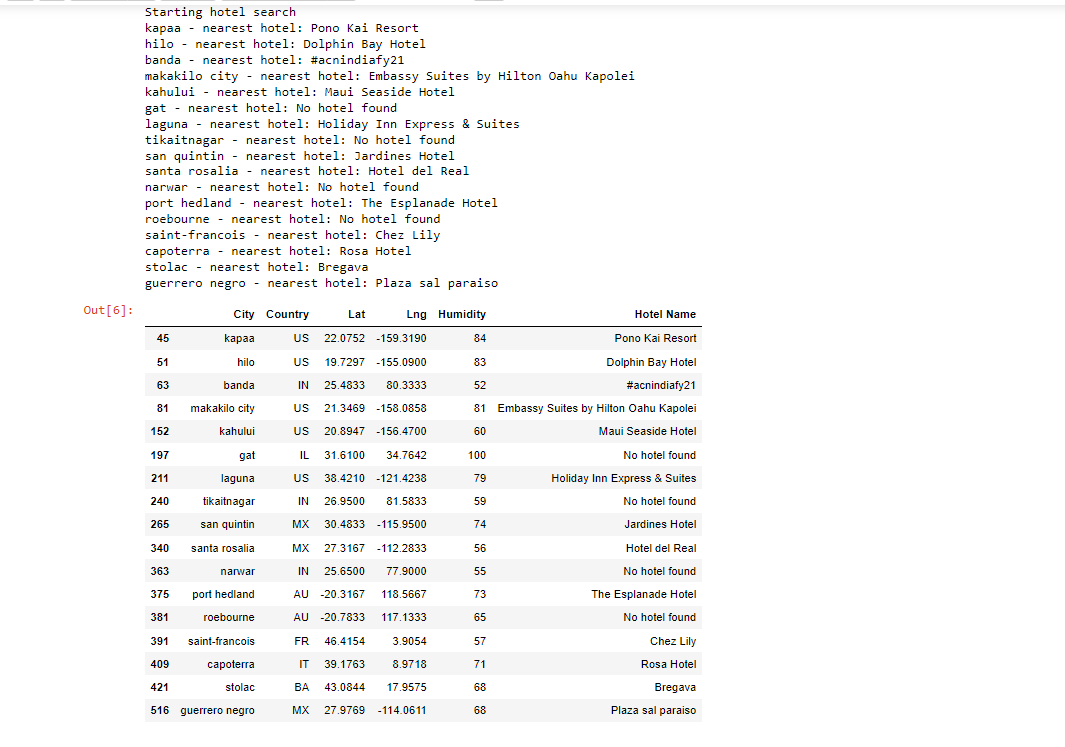 Starting hotel search
kapaa - nearest hotel: Pono Kai Resort
hilo - nearest hotel: Dolphin Bay Hotel
banda - nearest hotel: #acnindiafy21
makakilo city - nearest hotel: Embassy Suites by Hilton Oahu Kapolei
kahului - nearest hotel: Maui Seaside Hotel
gat - nearest hotel: No hotel found
laguna - nearest hotel: Holiday Inn Express & Suites
tikaitnagar - nearest hotel: No hotel found
san quintin - nearest hotel: Jardines Hotel
santa rosalia - nearest hotel: Hotel del Real
narwar - nearest hotel: No hotel found
port hedland - nearest hotel: The Esplanade Hotel
roebourne - nearest hotel: No hotel found
saint-francois - nearest hotel: Chez Lily
capoterra - nearest hotel: Rosa Hotel
stolac - nearest hotel: Bregava
guerrero negro - nearest hotel: Plaza sal paraiso
Out[6]:
City Country Lat Lng Humidity Hotel Name
45 kapaa US 22.0752 -159.3190 84 Pono Kai Resort
51 hilo US 19.7297 -155.0900 83 Dolphin Bay Hotel
63 banda IN 25.4833 80.3333 52 #acnindiafy21
81 makakilo city US 21.3469 -158.0858 81 Embassy Suites by Hilton Oahu Kapolei
152 kahului US 20.8947 -156.4700 60 Maui Seaside Hotel
197 gat IL 31.6100 34.7642 100 No hotel found
211 laguna US 38.4210 -121.4238 79 Holiday Inn Express & Suites
240 tikaitnagar IN 26.9500 81.5833 59 No hotel found
265 san quintin MX 30.4833 -115.9500 74 Jardines Hotel
340 santa rosalia MX 27.3167 -112.2833 56 Hotel del Real
363 narwar IN 25.6500 77.9000 55 No hotel found
375 port hedland AU -20.3167 118.5667 73 The Esplanade Hotel
381 roebourne AU -20.7833 117.1333 65 No hotel found
391 saint-francois FR 46.4154 3.9054 57 Chez Lily
409 capoterra IT 39.1763 8.9718 71 Rosa Hotel
421 stolac BA 43.0844 17.9575 68 Bregava
516 guerrero negro MX 27.9769 -114.0611 68 Plaza sal paraiso